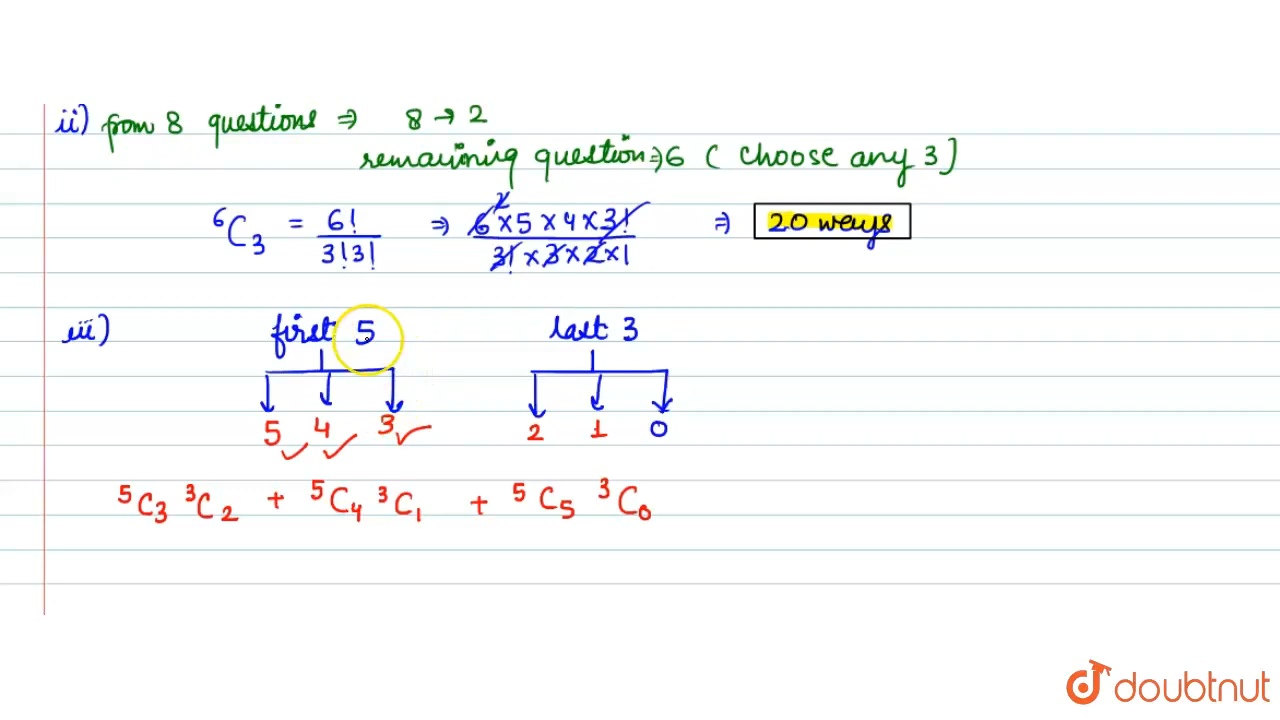 ii) from 8 questions ⇒ 8 → 2
remaining question ⇒ 6 ( choose any 3 )
⁶C₃ = 6! / 3!3! ⇒ 6 × 5 × 4 × 3! / 3! × 3 × 2 × 1 ⇒ 20 ways
2
iii) first 5 last 3
5 ✓ 4 ✓ 3 ✓ 2 1 0
⁵C₃ ³C₂ + ⁵C₄ ³C₁ + ⁵C₅ ³C₀
doubtnut